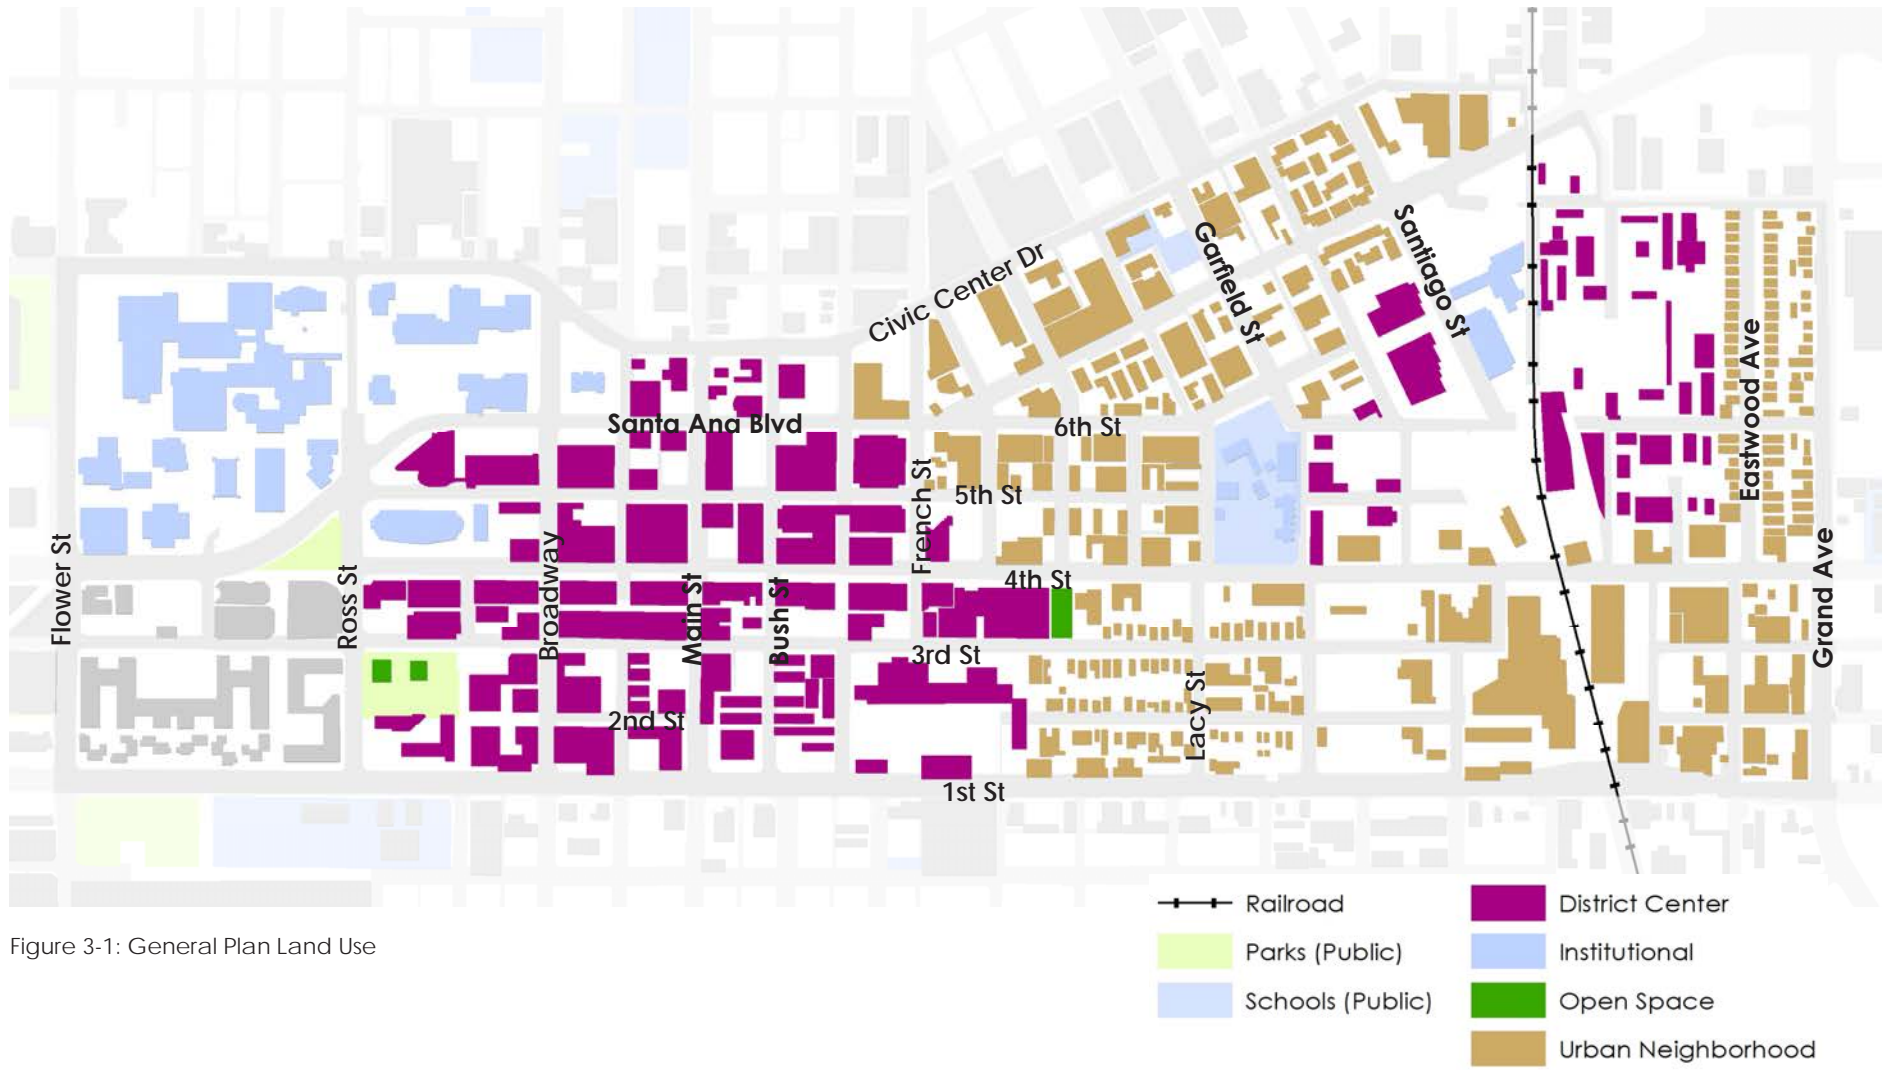 Civic Center Dr
Garfield St
Santiago St
Santa Ana Blvd
6th St
Eastwood Ave
5th St
French St
Flower St
Ross St
Broadway
Main St
Bush St
4th St
Grand Ave
3rd St
2nd St
Lacy St
1st St
Figure 3-1: General Plan Land Use
Railroad
Parks (Public)
Schools (Public)
District Center
Institutional
Open Space
Urban Neighborhood